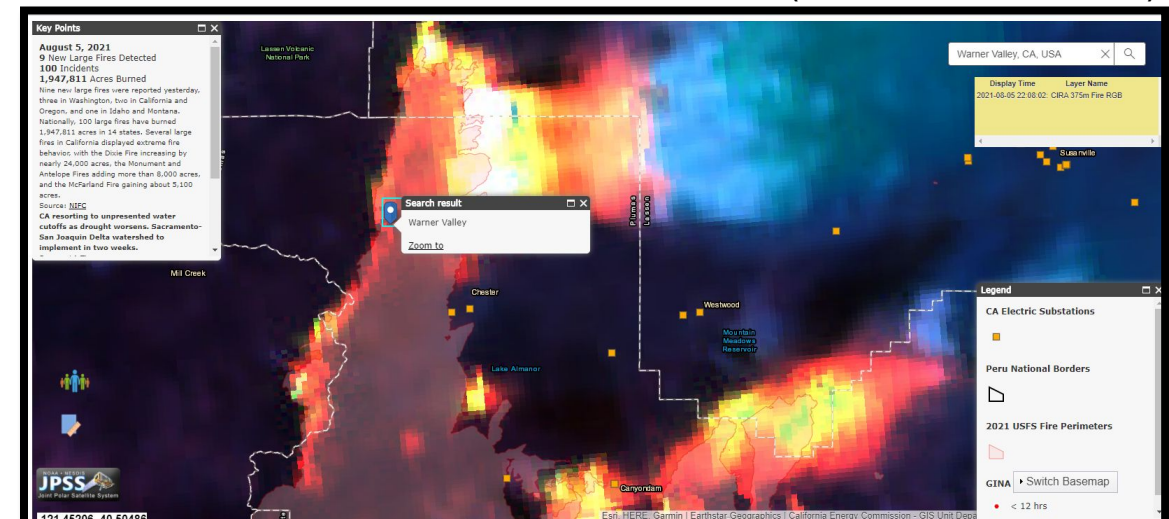 Key Points
August 5, 2021
9 New Large Fires Detected
100 Incidents
1,947,811 Acres Burned
Nine new large fires were reported yesterday,
three in Washington, two in California and
Oregon, and one in Idaho and Montana.
Nationally, 100 large fires have burned
1,947,811 acres in 14 states. Several large
fires in California displayed extreme fire
behavior, with the Dixie Fire increasing by
nearly 24,000 acres, the Monument and
Antelope Fires adding more than 8,000 acres,
and the McFarland Fire gaining about 5,100
acres.
Source: NIFC
CA resorting to unpresented water
cutoffs as drought worsens. Sacramento-
San Joaquin Delta watershed to
implement in two weeks.
Lassen Volcanic
National Park
Warner Valley, CA, USA
Display Time Layer Name
2021-08-05 22:08:02: CIRA 375m Fire RGB
Susanville
Plumas
Lassen
Search result
Warner Valley
Zoom to
Mill Creek
Chester
Westwood
Mountain
Meadows
Reservoir
Lake Almanor
Canyondam
Legend
CA Electric Substations
Peru National Borders
2021 USFS Fire Perimeters
GINA
Switch Basemap
< 12 hrs
NOAA • NESDIS
JPSS
Joint Polar Satellite System
-121.45206 40.50486
Esri, HERE, Garmin | Earthstar Geographics | California Energy Commission - GIS Unit Depa